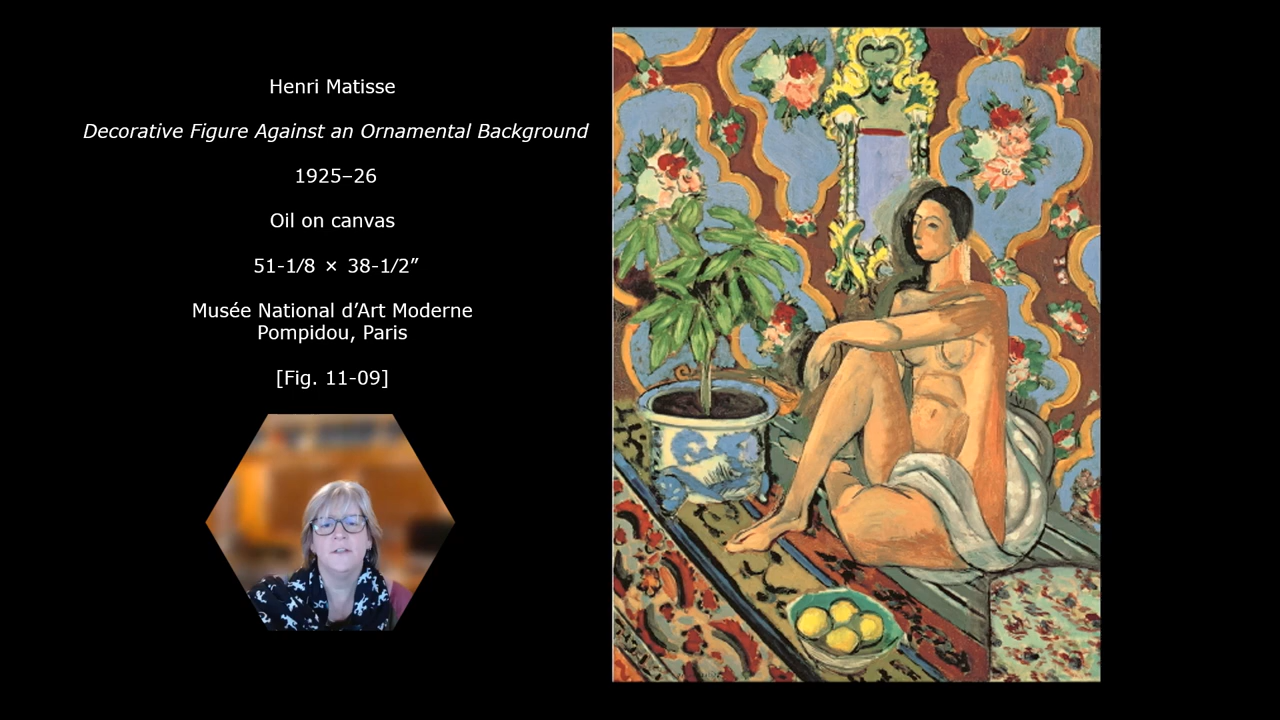 Henri Matisse
Decorative Figure Against an Ornamental Background
1925–26
Oil on canvas
51-1/8 × 38-1/2”
Musée National d’Art Moderne
Pompidou, Paris
[Fig. 11-09]